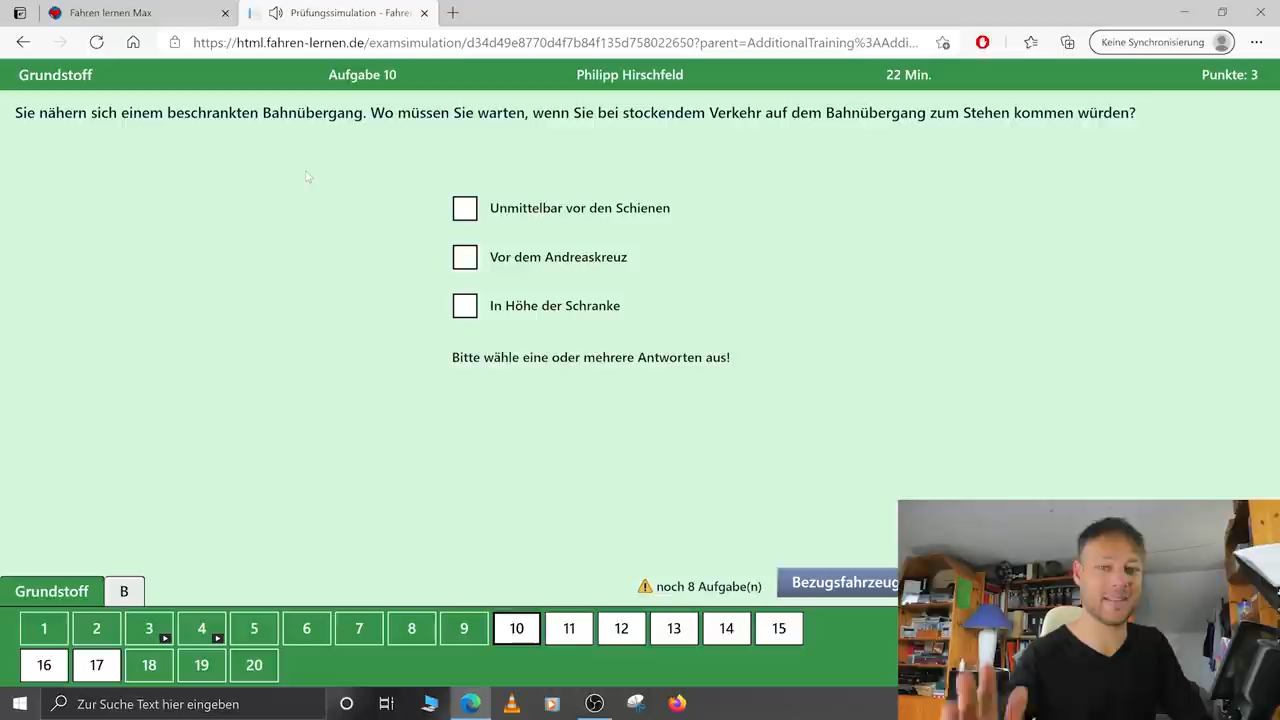 Fahren lernen Max
Prüfungssimulation - Fahre
https://html.fahren-lernen.de/examsimulation/d34d49e8770d4f7b84f135d758022650?parent=AdditionalTraining%3AAddi...
Keine Synchronisierung
Grundstoff Aufgabe 10 Philipp Hirschfeld 22 Min. Punkte: 3
Sie nähern sich einem beschrankten Bahnübergang. Wo müssen Sie warten, wenn Sie bei stockendem Verkehr auf dem Bahnübergang zum Stehen kommen würden?
Unmittelbar vor den Schienen
Vor dem Andreaskreuz
In Höhe der Schranke
Bitte wähle eine oder mehrere Antworten aus!
Grundstoff B noch 8 Aufgabe(n) Bezugsfahrzeug
1 2 3 4 5 6 7 8 9 10 11 12 13 14 15
16 17 18 19 20
Zur Suche Text hier eingeben